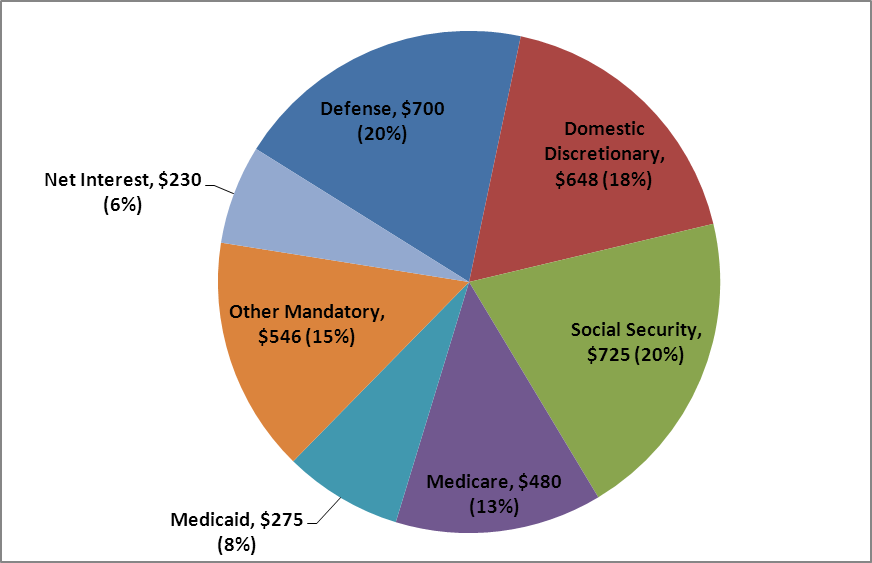 Defense, $700
(20%)
Domestic
Discretionary,
$648 (18%)
Net Interest, $230
(6%)
Other Mandatory,
$546 (15%)
Social Security,
$725 (20%)
Medicare, $480
(13%)
Medicaid, $275
(8%)